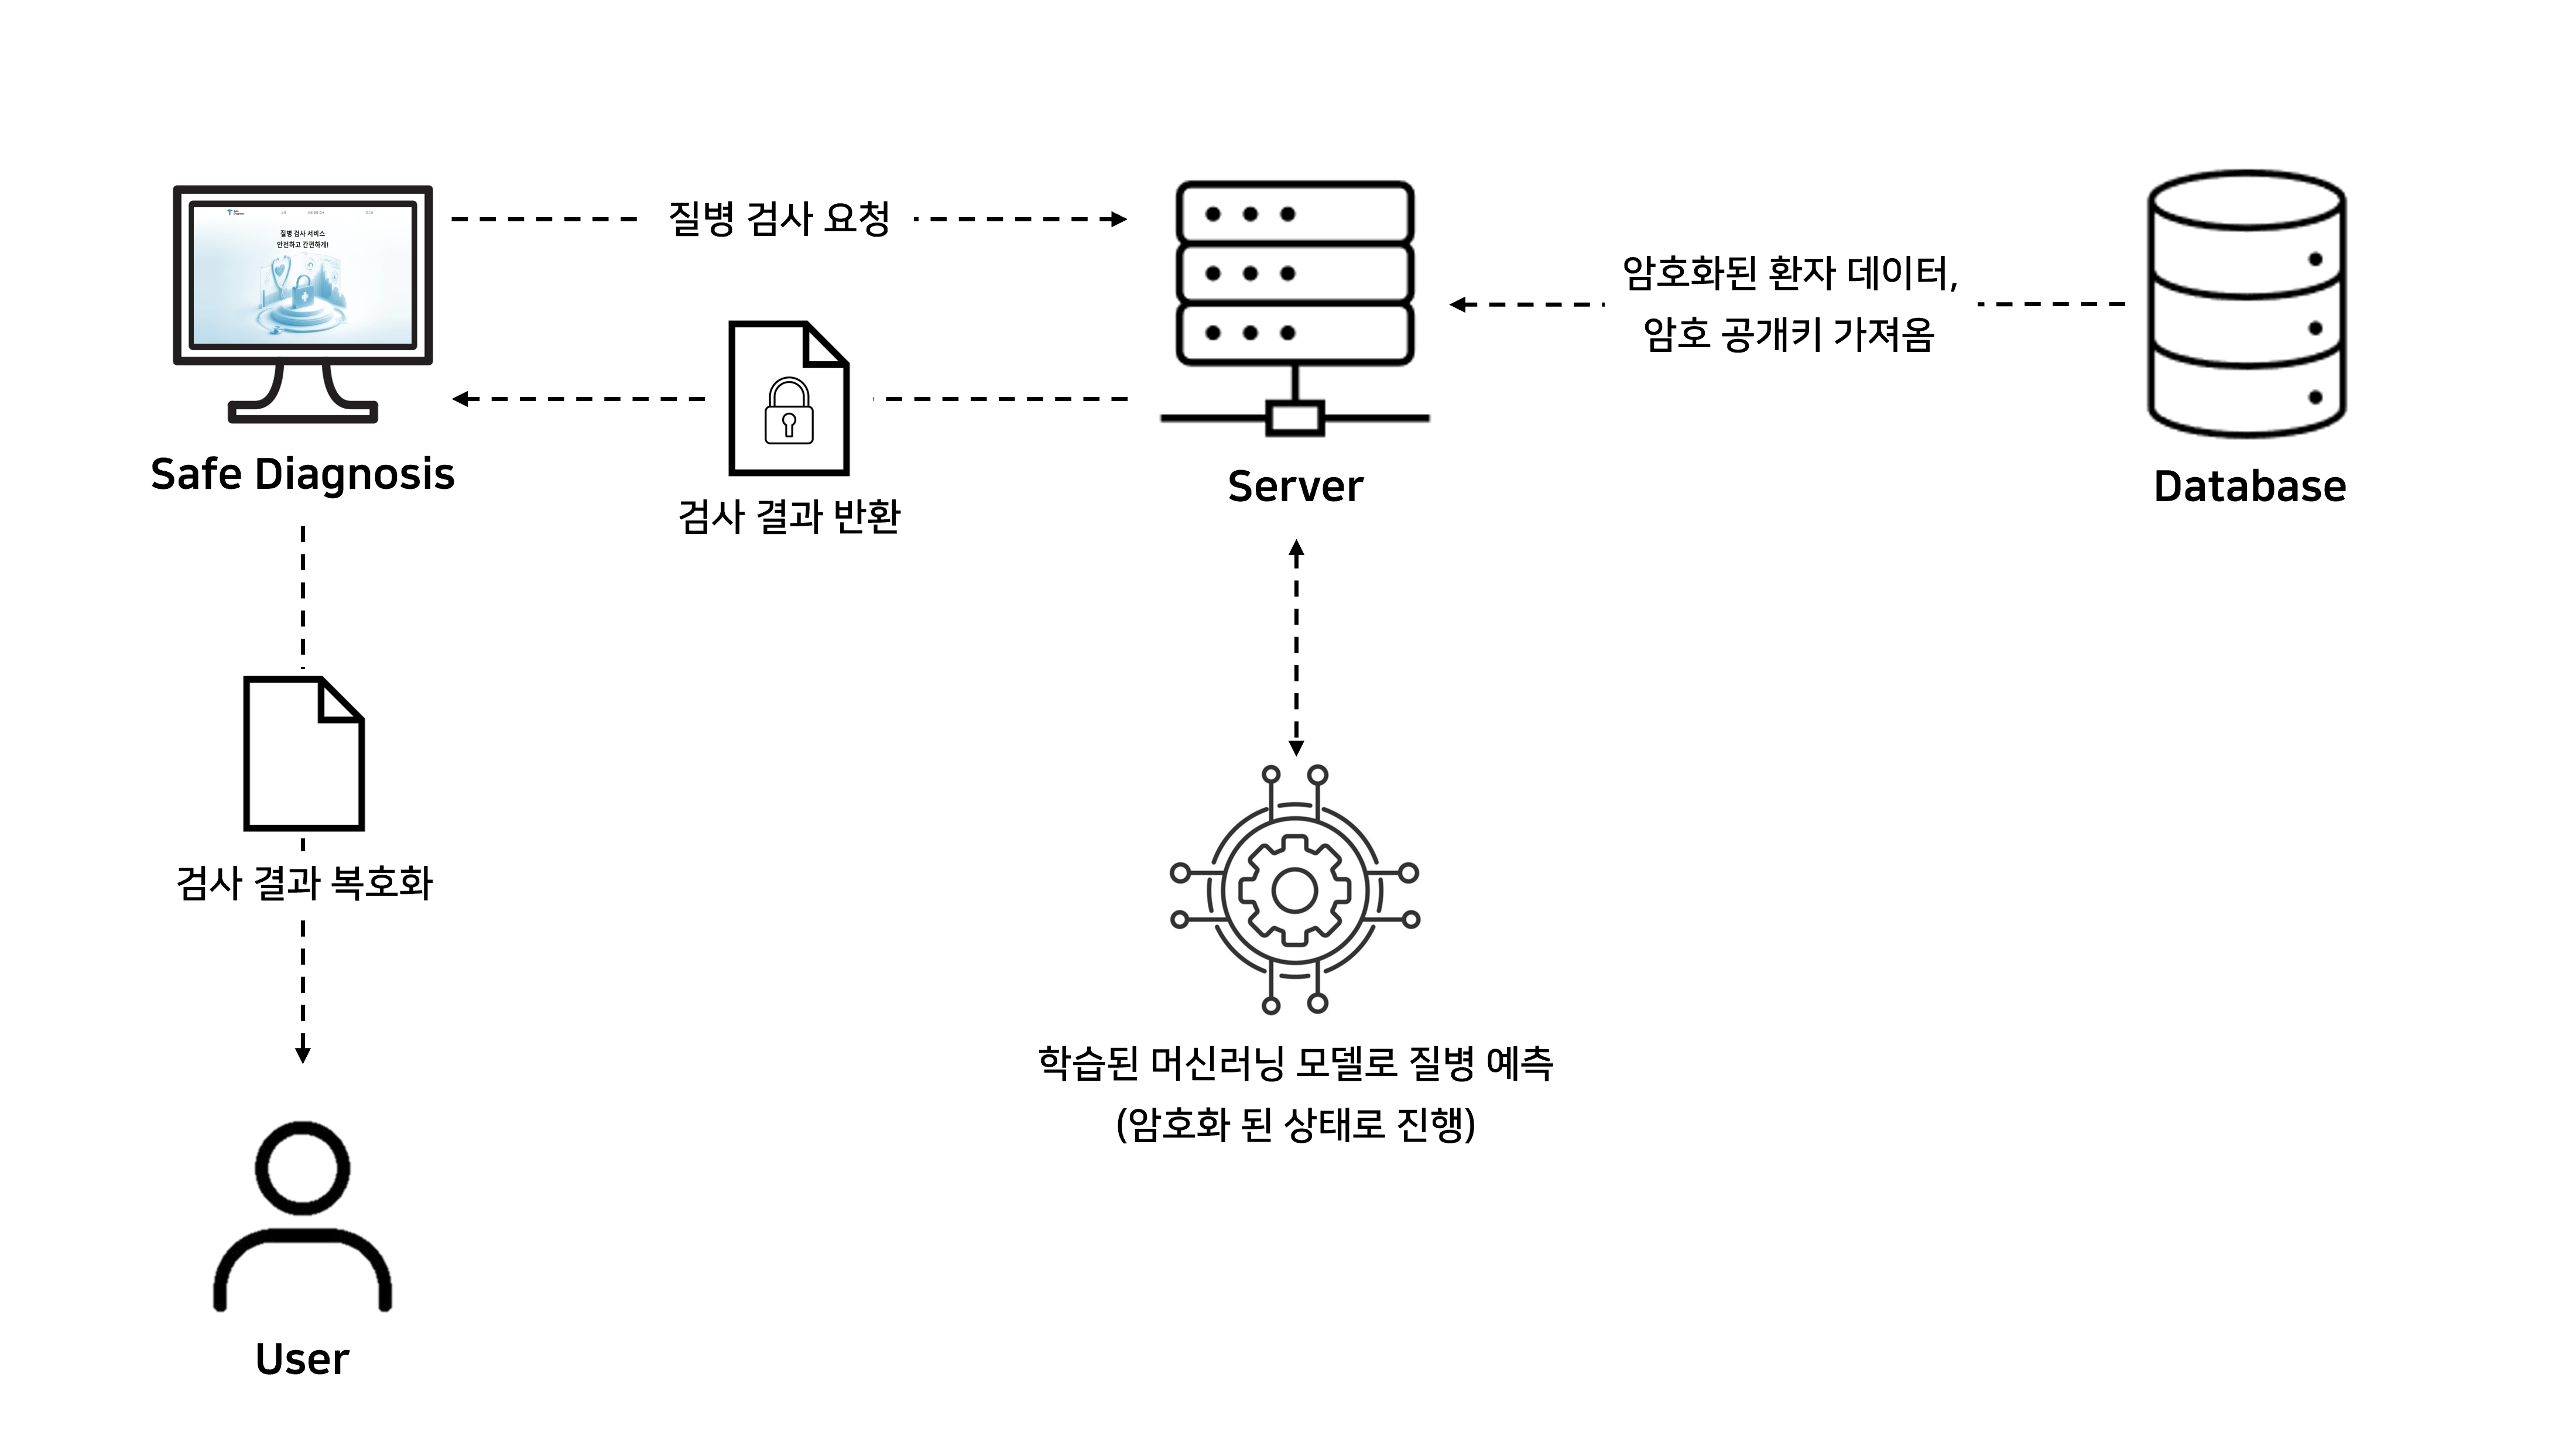 질병 검사 서비스
안전하고 간편하게!
질병 검사 요청
암호화된 환자 데이터,
암호 공개키 가져옴
Safe Diagnosis
검사 결과 반환
Server
Database
검사 결과 복호화
학습된 머신러닝 모델로 질병 예측
(암호화 된 상태로 진행)
User